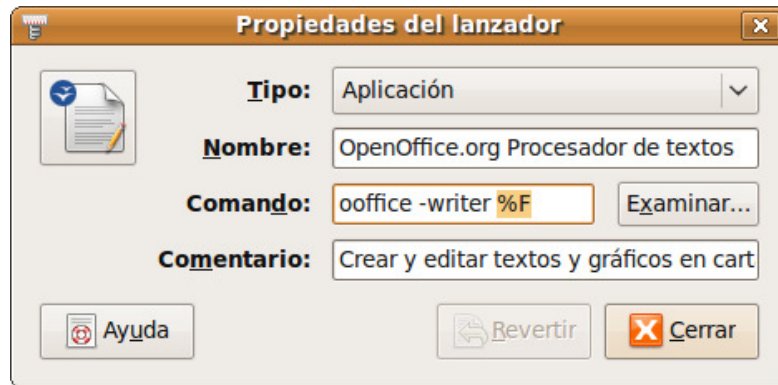 Propiedades del lanzador
Tipo: Aplicación
Nombre: OpenOffice.org Procesador de textos
Comando: ooffice -writer %F Examinar...
Comentario: Crear y editar textos y gráficos en cart
Ayuda Revertir Cerrar